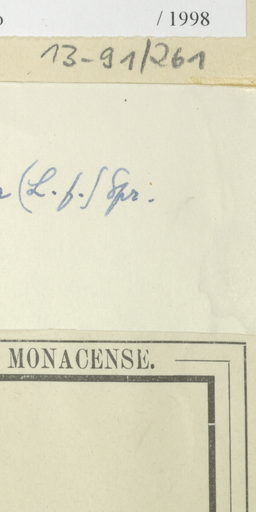 / 1998
13-91/261
(L. f.) Spr.
MONACENSE.